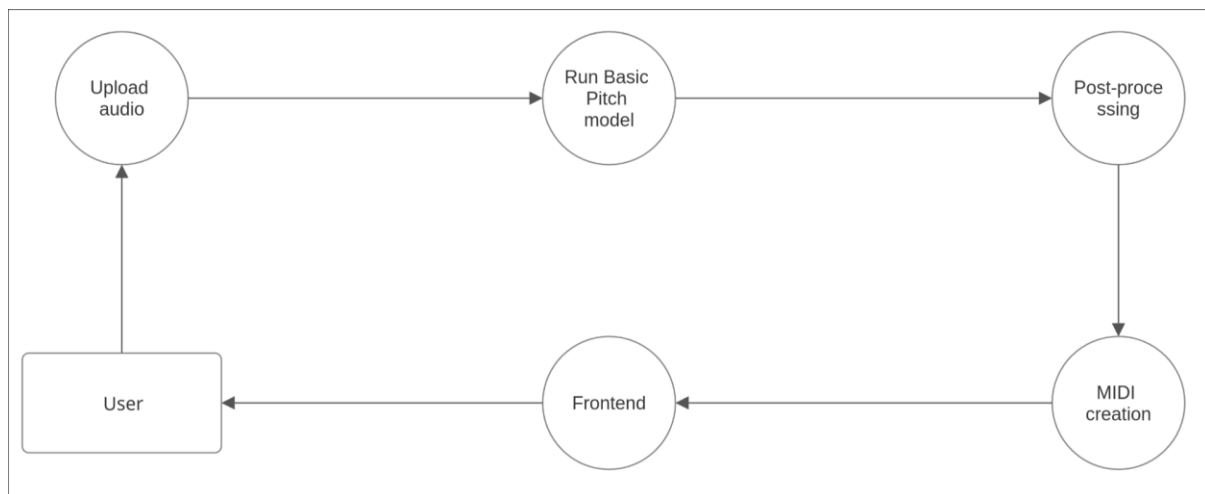 Upload
audio
Run Basic
Pitch
model
Post-proce
ssing
User
Frontend
MIDI
creation